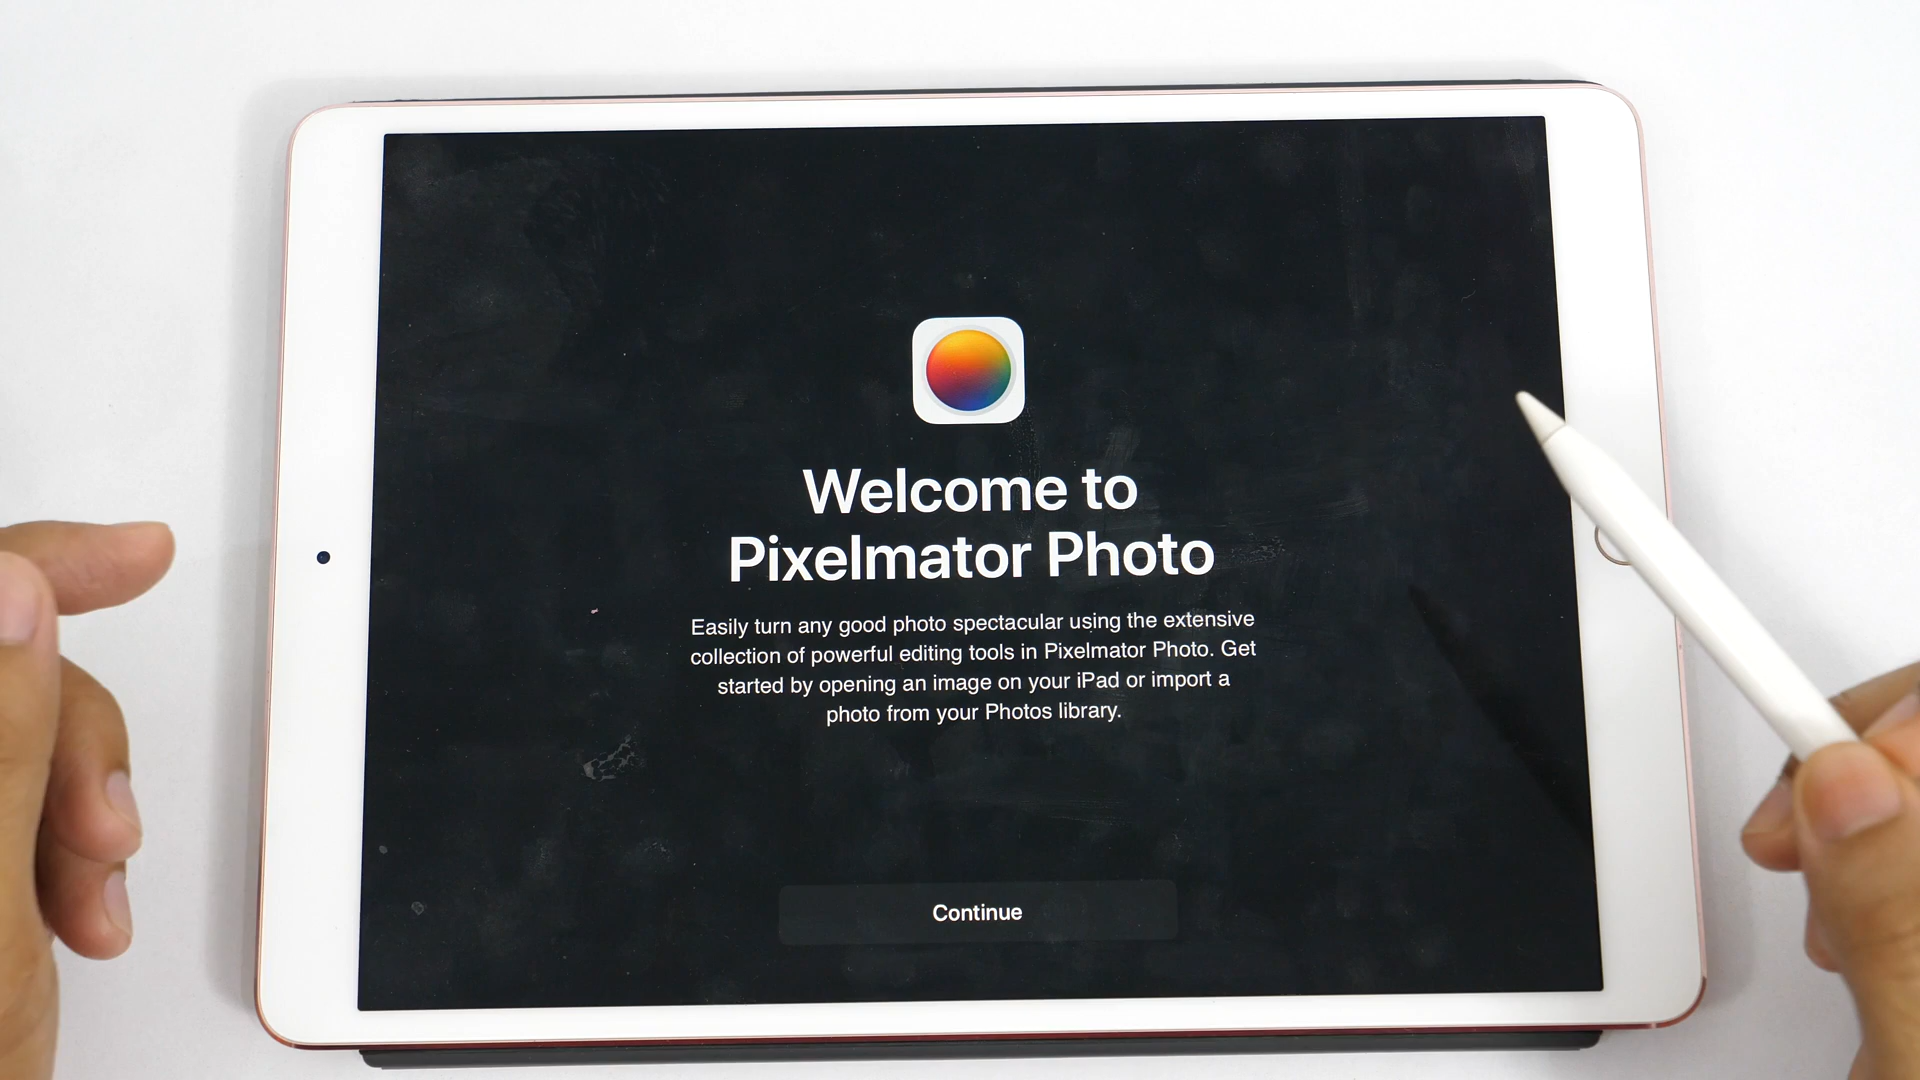 Welcome to
Pixelmator Photo
Easily turn any good photo spectacular using the extensive
collection of powerful editing tools in Pixelmator Photo. Get
started by opening an image on your iPad or import a
photo from your Photos library.
Continue